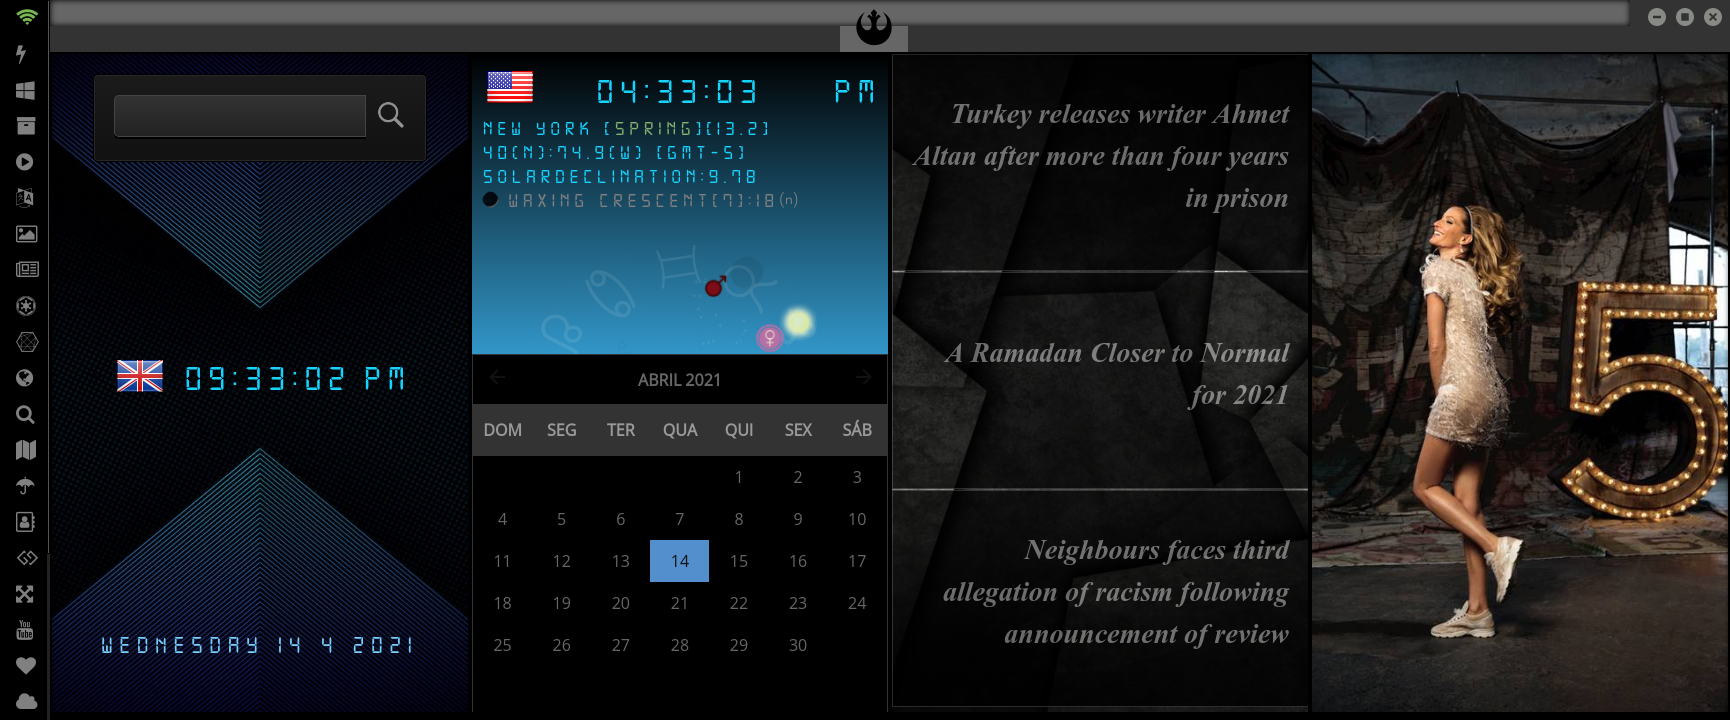 04:33:03 PM
NEW YORK [SPRING][13.2]
40(N):74.9(W) [GMT-5]
SOLARDECLINATION:9.78
WAXING CRESCENT[7]:18(n)
09:33:02 PM
WEDNESDAY 14 4 2021
ABRIL 2021
DOM SEG TER QUA QUI SEX SÁB
1 2 3
4 5 6 7 8 9 10
11 12 13 14 15 16 17
18 19 20 21 22 23 24
25 26 27 28 29 30
Turkey releases writer Ahmet
Altan after more than four years
in prison
A Ramadan Closer to Normal
for 2021
Neighbours faces third
allegation of racism following
announcement of review
5
You
Tube